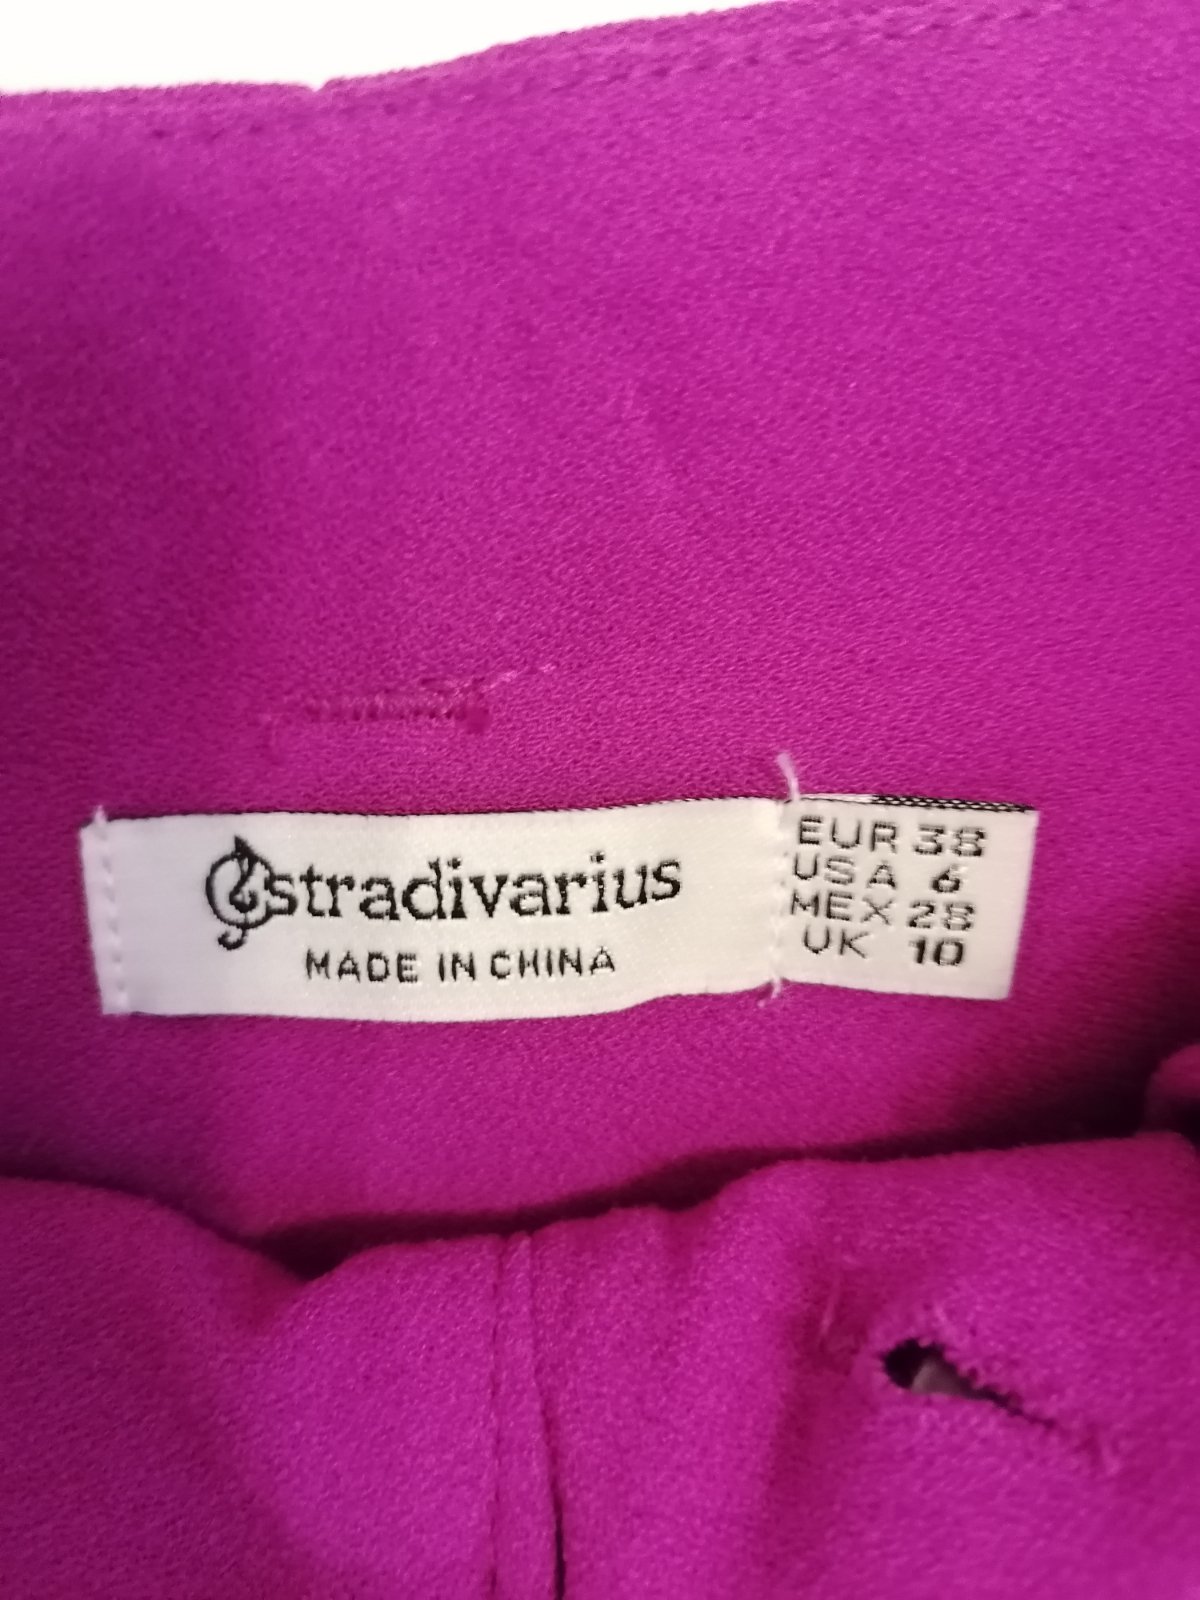 stradivarius
MADE IN CHINA
EUR 38
USA 6
MEX 28
UK 10